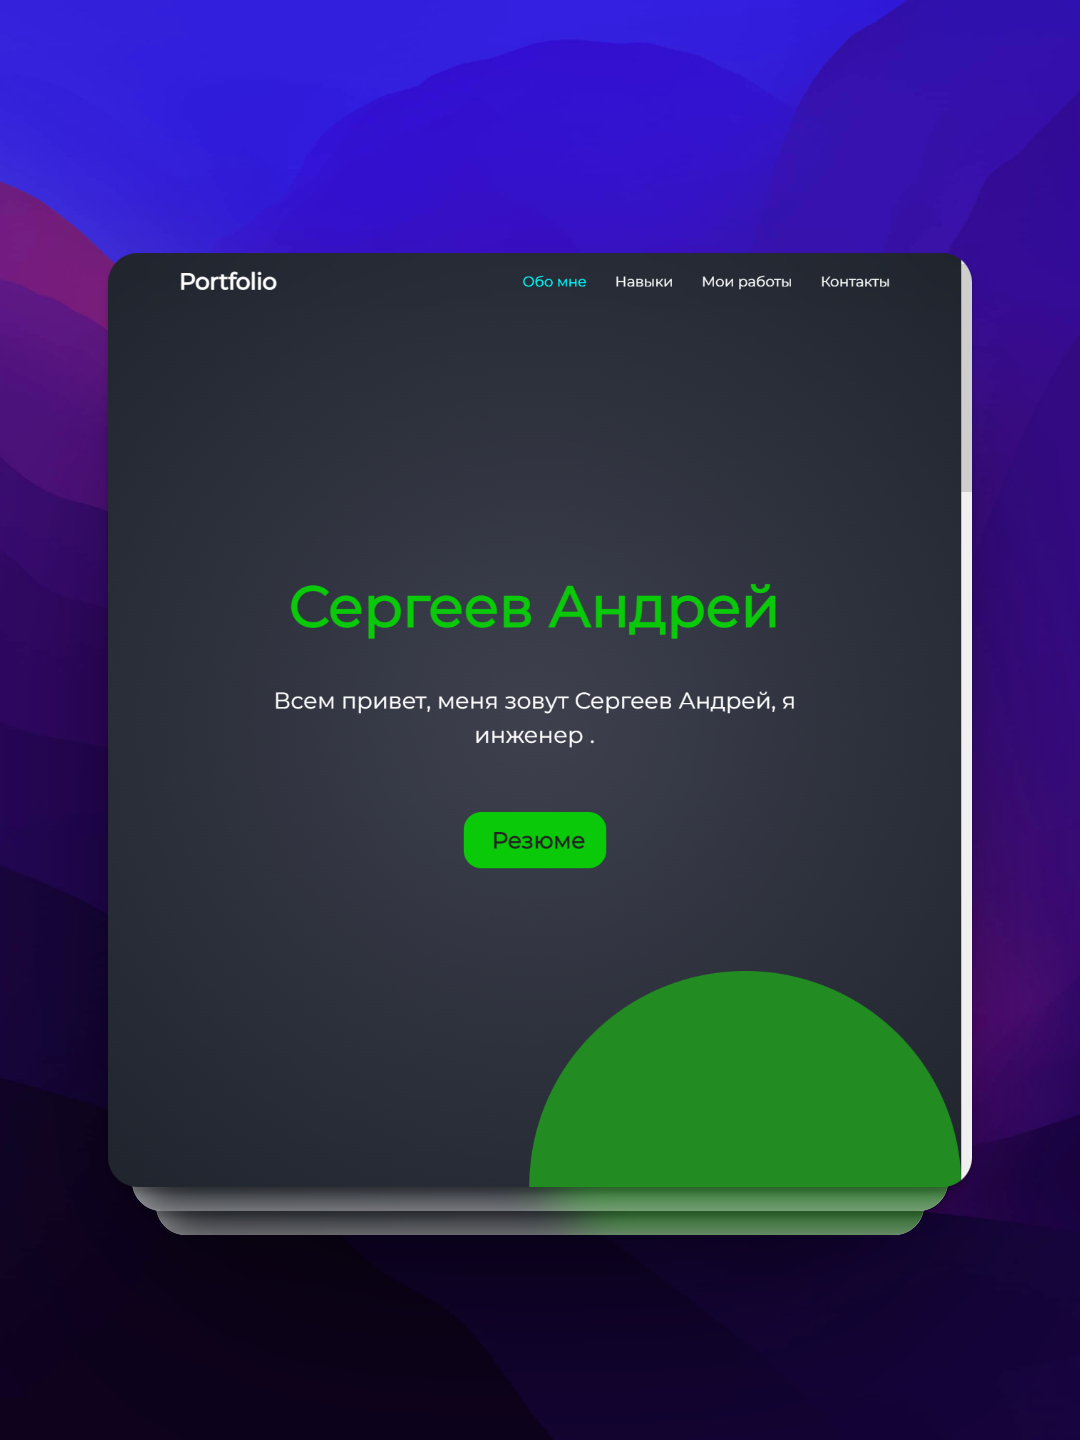 Portfolio
Обо мне Навыки Мои работы Контакты
Сергеев Андрей
Всем привет, меня зовут Сергеев Андрей, я
инженер .
Резюме